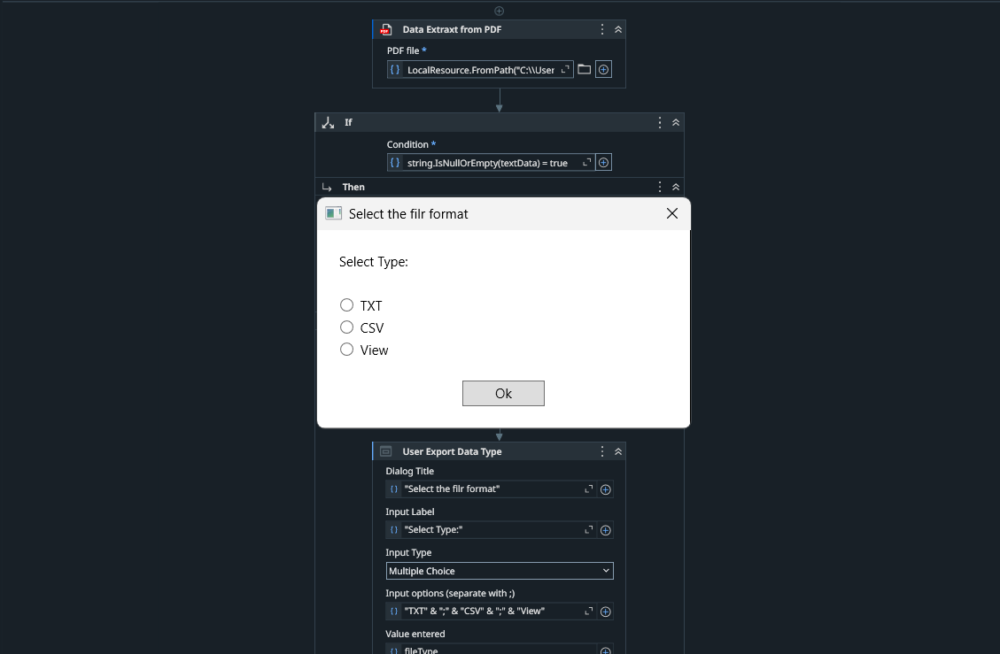 Data Extraxt from PDF
PDF file *
LocalResource.FromPath("C:\\User
If
Condition *
string.IsNullOrEmpty(textData) = true
Then
Select the filr format
Select Type:
TXT
CSV
View
Ok
User Export Data Type
Dialog Title
"Select the filr format"
Input Label
"Select Type:"
Input Type
Multiple Choice
Input options (separate with ;)
"TXT" & ";" & "CSV" & ";" & "View"
Value entered
fileType